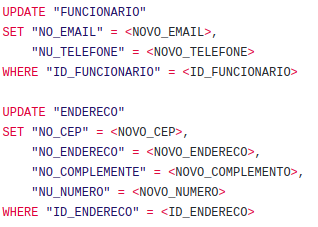 UPDATE "FUNCIONARIO"
SET "NO_EMAIL" = <NOVO_EMAIL>,
"NU_TELEFONE" = <NOVO_TELEFONE>
WHERE "ID_FUNCIONARIO" = <ID_FUNCIONARIO>
UPDATE "ENDERECO"
SET "NO_CEP" = <NOVO_CEP>,
"NO_ENDERECO" = <NOVO_ENDERECO>,
"NO_COMPLEMENTE" = <NOVO_COMPLEMENTO>,
"NU_NUMERO" = <NOVO_NUMERO>
WHERE "ID_ENDERECO" = <ID_ENDERECO>